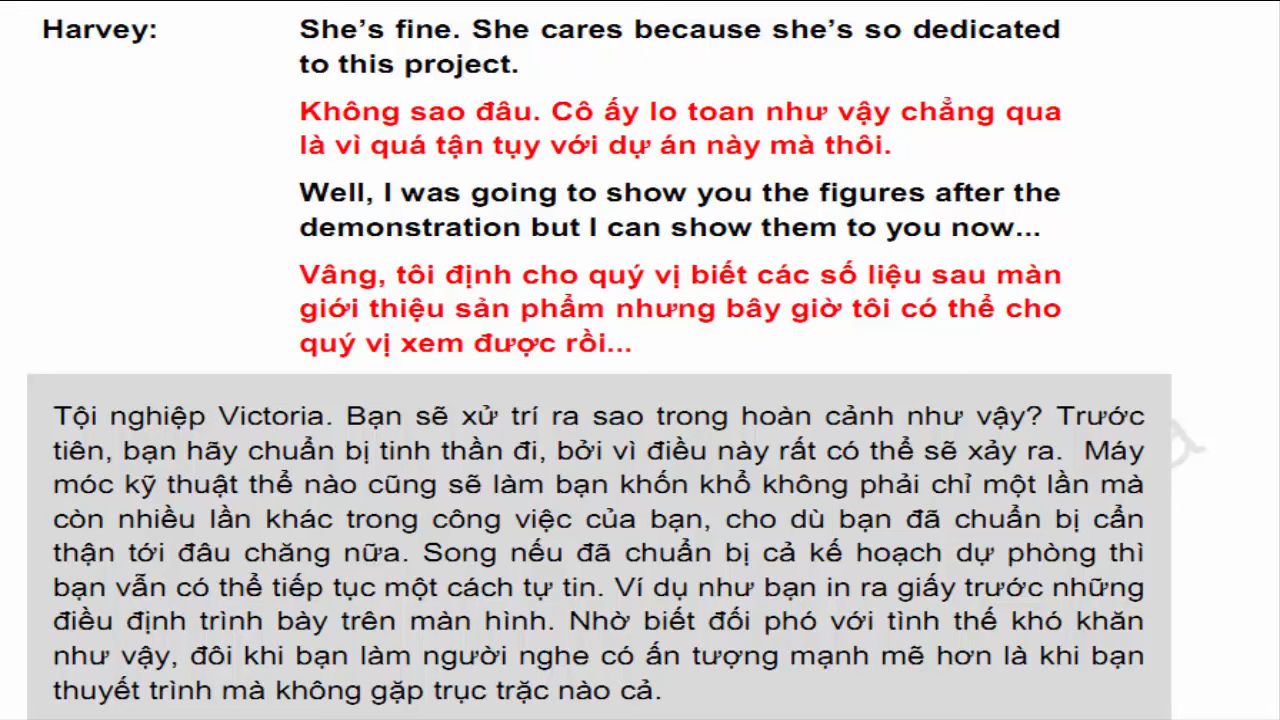 Harvey: She's fine. She cares because she's so dedicated
to this project.
Không sao đâu. Cô ấy lo toan như vậy chẳng qua
là vì quá tận tụy với dự án này mà thôi.
Well, I was going to show you the figures after the
demonstration but I can show them to you now...
Vâng, tôi định cho quý vị biết các số liệu sau màn
giới thiệu sản phẩm nhưng bây giờ tôi có thể cho
quý vị xem được rồi...
Tội nghiệp Victoria. Bạn sẽ xử trí ra sao trong hoàn cảnh như vậy? Trước
tiên, bạn hãy chuẩn bị tinh thần đi, bởi vì điều này rất có thể sẽ xảy ra. Máy
móc kỹ thuật thể nào cũng sẽ làm bạn khốn khổ không phải chỉ một lần mà
còn nhiều lần khác trong công việc của bạn, cho dù bạn đã chuẩn bị cẩn
thận tới đâu chăng nữa. Song nếu đã chuẩn bị cả kế hoạch dự phòng thì
bạn vẫn có thể tiếp tục một cách tự tin. Ví dụ như bạn in ra giấy trước những
điều định trình bày trên màn hình. Nhờ biết đối phó với tình thế khó khăn
như vậy, đôi khi bạn làm người nghe có ấn tượng mạnh mẽ hơn là khi bạn
thuyết trình mà không gặp trục trặc nào cả.